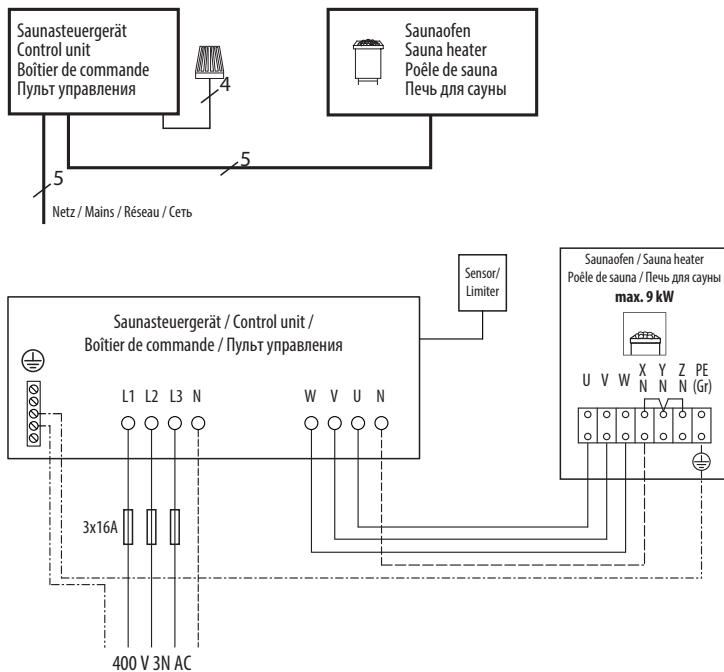 Saunasteuergerät
Control unit
Boîtier de commande
Пульт управления
4
Saunaofen
Sauna heater
Poêle de sauna
Печь для сауны
5
5
Netz / Mains / Réseau / Сеть
Sensor/
Limiter
Saunaofen / Sauna heater
Poêle de sauna / Печь для сауны
max. 9 kW
Saunasteuergerät / Control unit /
Boîtier de commande / Пульт управления
X Y Z PE
U V W N N N (Gr)
L1 L2 L3 N W V U N
3x16A
400 V 3N AC